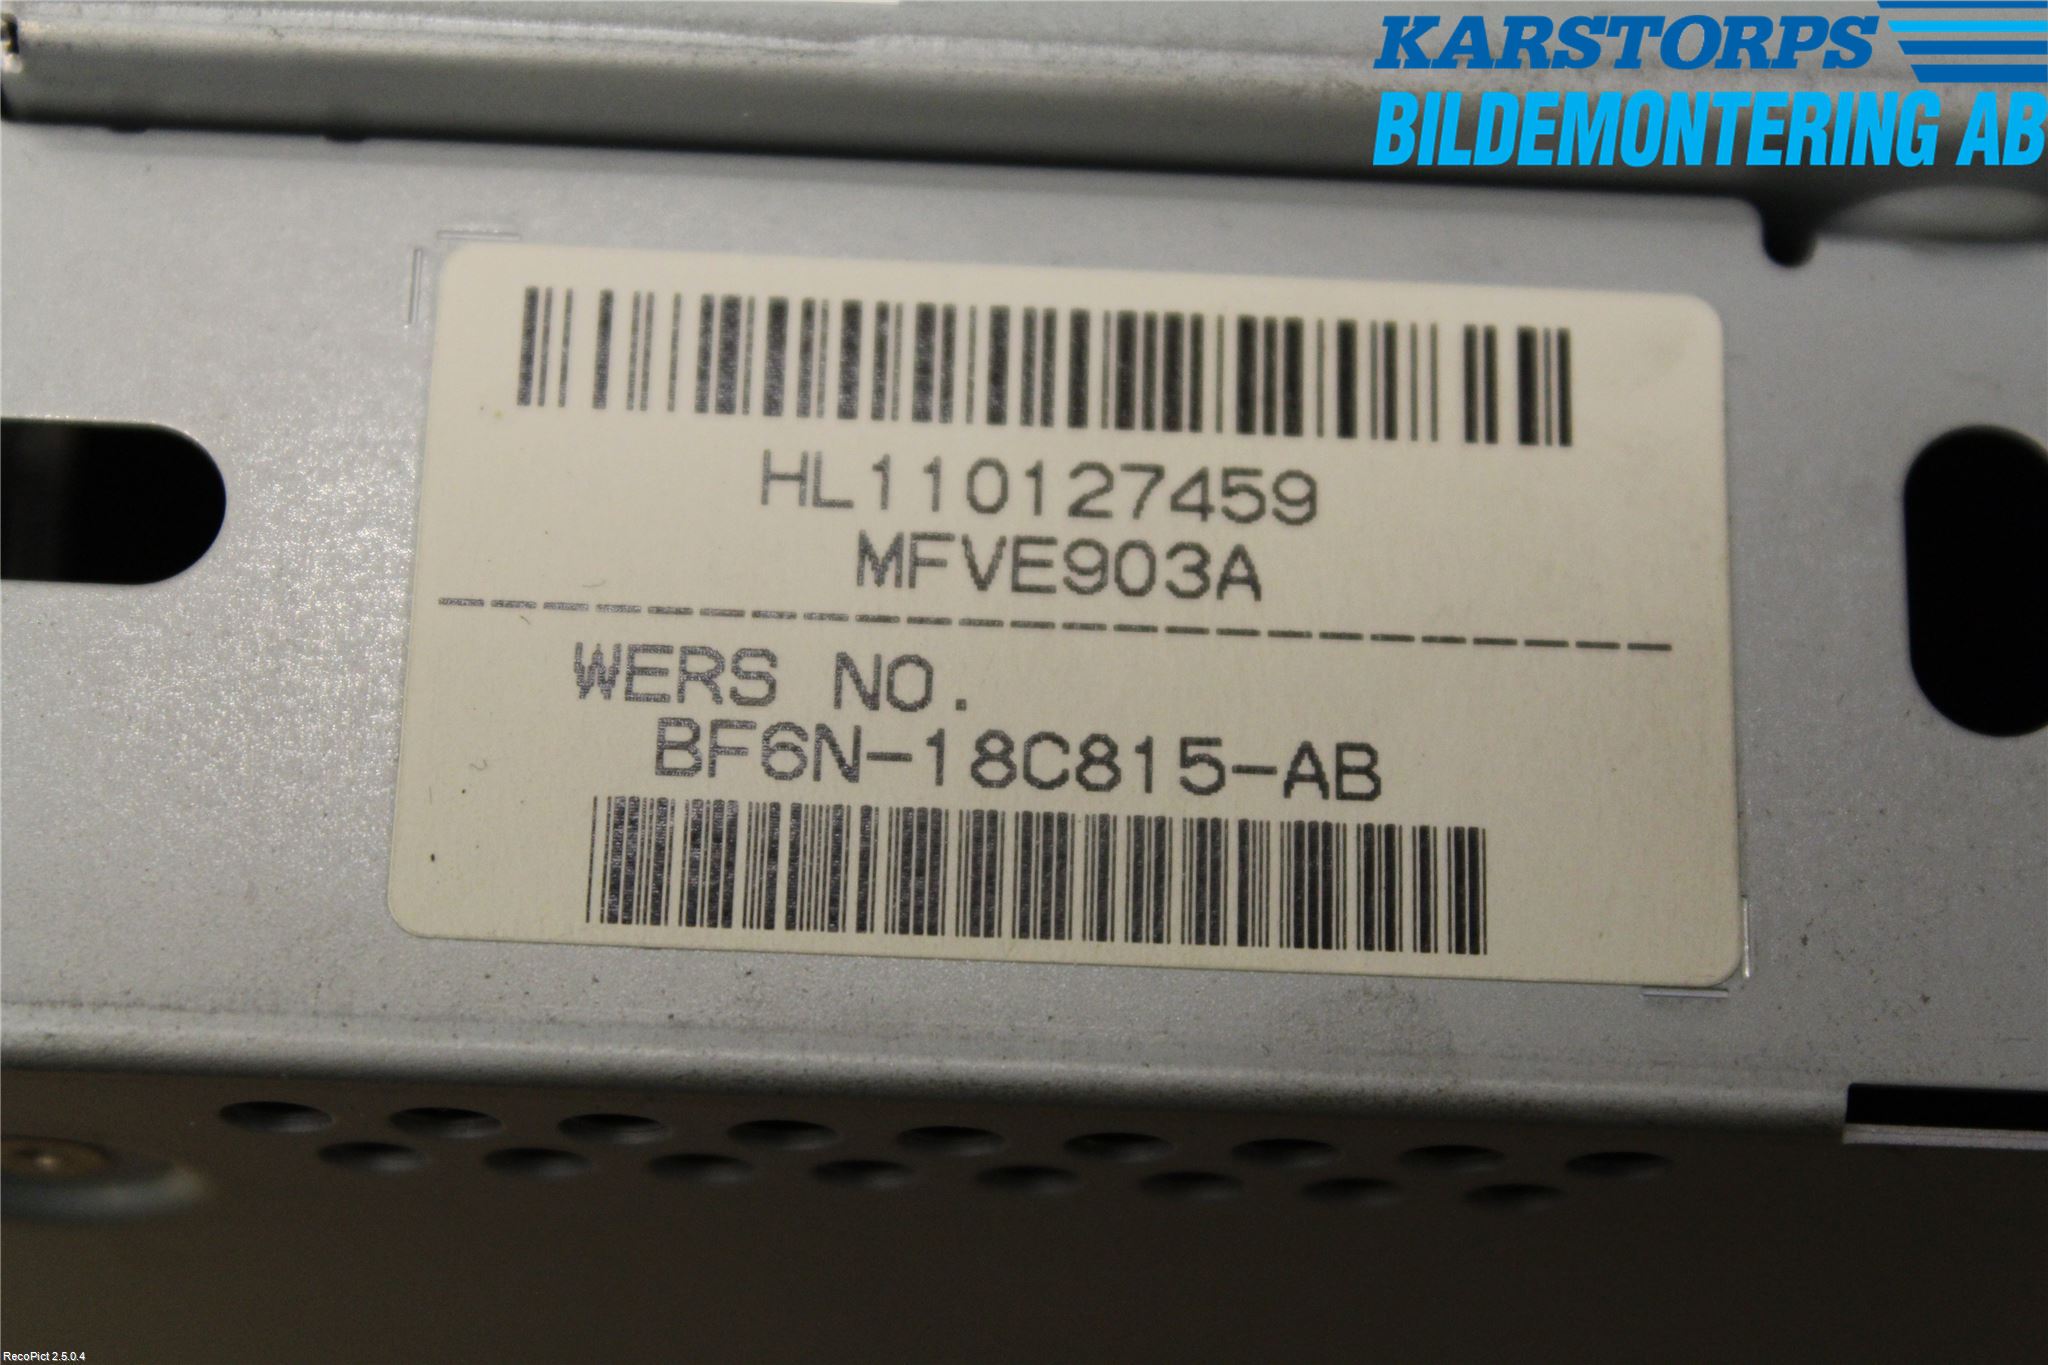 KARSTORPS
BILDEMONTERING AB
HL110127459
MFVE903A
WERS NO.
BF6N-18C815-AB
RecoPict 2.5.0.4